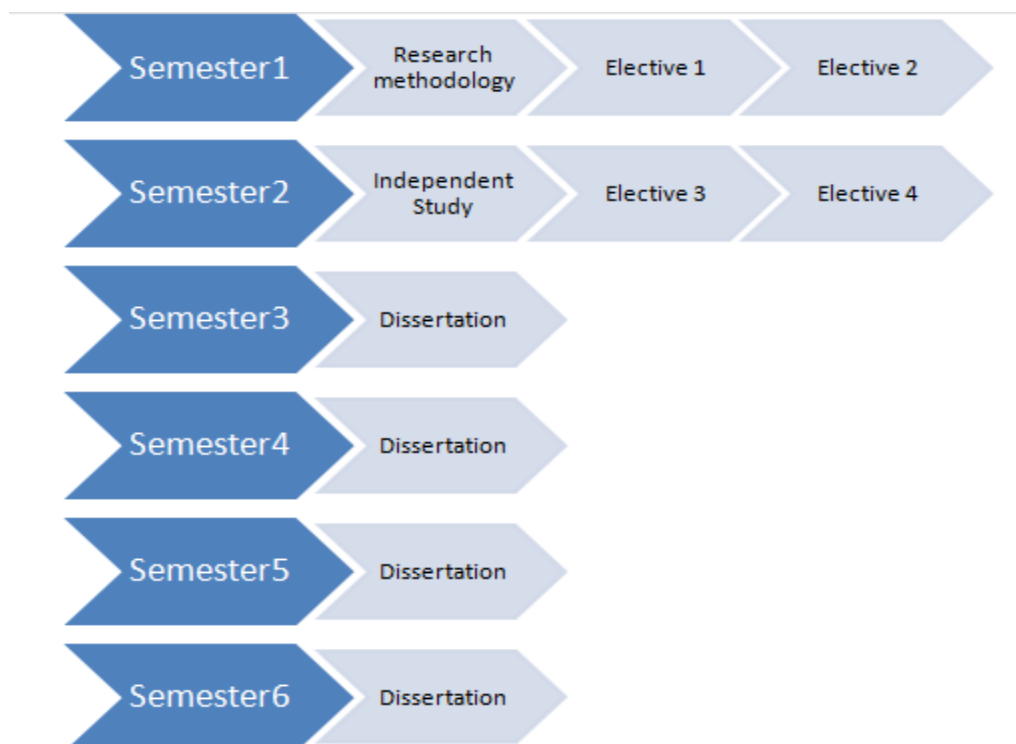 Semester1
Research
methodology
Elective 1
Elective 2
Semester2
Independent
Study
Elective 3
Elective 4
Semester3
Dissertation
Semester4
Dissertation
Semester5
Dissertation
Semester6
Dissertation